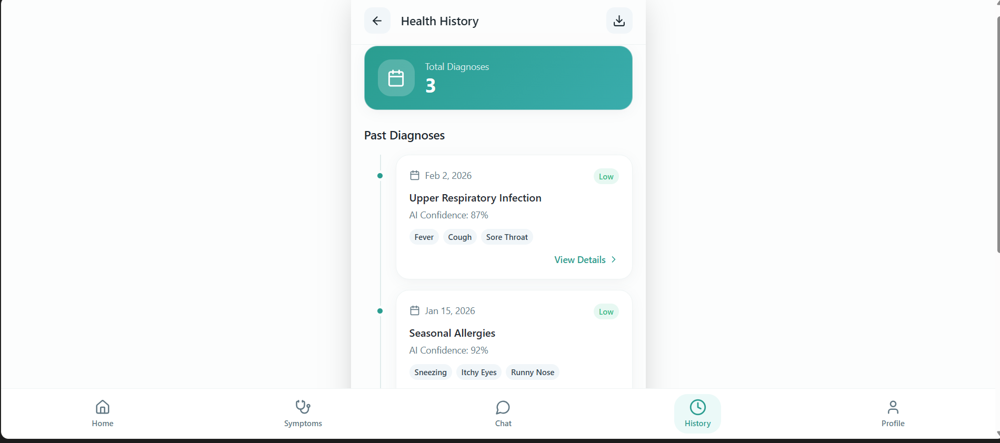 Health History
Total Diagnoses
3
Past Diagnoses
Feb 2, 2026
Low
Upper Respiratory Infection
AI Confidence: 87%
Fever Cough Sore Throat
View Details
Jan 15, 2026
Low
Seasonal Allergies
AI Confidence: 92%
Sneezing Itchy Eyes Runny Nose
Home Symptoms Chat History Profile